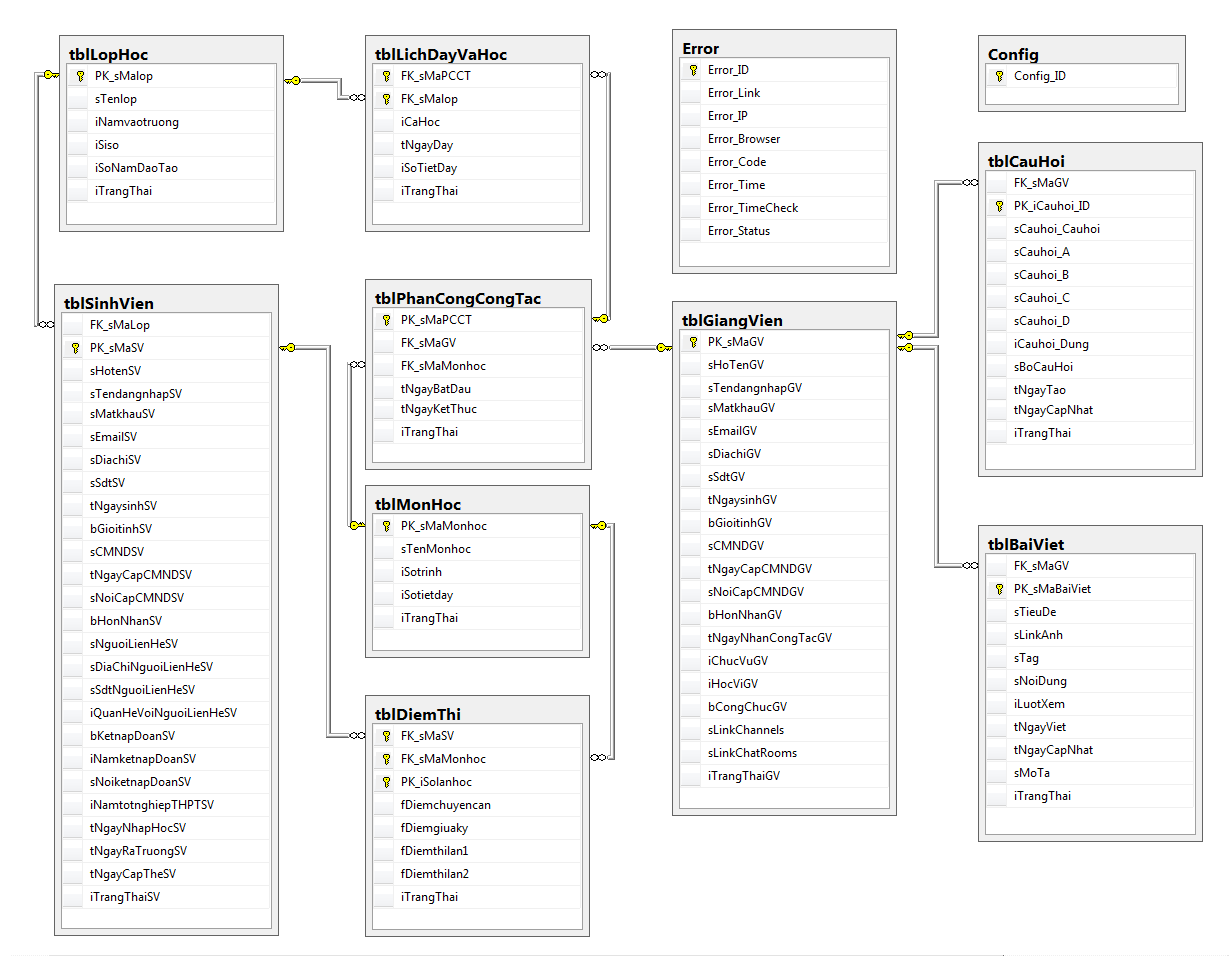 tblLopHoc
PK_sMalop
sTenlop
iNamvaotruong
iSiso
iSoNamDaoTao
iTrangThai
tblLichDayVaHoc
FK_sMaPCCT
FK_sMalop
iCaHoc
tNgayDay
iSoTietDay
iTrangThai
Error
Error_ID
Error_Link
Error_IP
Error_Browser
Error_Code
Error_Time
Error_TimeCheck
Error_Status
Config
Config_ID
tblCauHoi
FK_sMaGV
PK_iCauhoi_ID
sCauhoi_Cauhoi
sCauhoi_A
sCauhoi_B
sCauhoi_C
sCauhoi_D
iCauhoi_Dung
sBoCauHoi
tNgayTao
tNgayCapNhat
iTrangThai
tblSinhVien
FK_sMaLop
PK_sMaSV
sHotenSV
sTendangnhapSV
sMatkhauSV
sEmailSV
sDiachiSV
sSdtSV
tNgaysinhSV
bGioitinhSV
sCMNDSV
tNgayCapCMNDSV
sNoiCapCMNDSV
bHonNhanSV
sNguoiLienHeSV
sDiaChiNguoiLienHeSV
sSdtNguoiLienHeSV
iQuanHeVoiNguoiLienHeSV
bKetnapDoanSV
iNamketnapDoanSV
sNoiketnapDoanSV
iNamtotnghiepTHPTSV
tNgayNhapHocSV
tNgayRaTruongSV
tNgayCapTheSV
iTrangThaiSV
tblPhanCongCongTac
PK_sMaPCCT
FK_sMaGV
FK_sMaMonhoc
tNgayBatDau
tNgayKetThuc
iTrangThai
tblMonHoc
PK_sMaMonhoc
sTenMonhoc
iSotrinh
iSotietday
iTrangThai
tblDiemThi
FK_sMaSV
FK_sMaMonhoc
PK_iSolanhoc
fDiemchuyencan
fDiemgiuaky
fDiemthilan1
fDiemthilan2
iTrangThai
tblGiangVien
PK_sMaGV
sHoTenGV
sTendangnhapGV
sMatkhauGV
sEmailGV
sDiachiGV
sSdtGV
tNgaysinhGV
bGioitinhGV
sCMNDGV
tNgayCapCMNDGV
sNoiCapCMNDGV
bHonNhanGV
tNgayNhanCongTacGV
iChucVuGV
iHocViGV
bCongChucGV
sLinkChannels
sLinkChatRooms
iTrangThaiGV
tblBaiViet
FK_sMaGV
PK_sMaBaiViet
sTieuDe
sLinkAnh
sTag
sNoiDung
iLuotXem
tNgayViet
tNgayCapNhat
sMoTa
iTrangThai